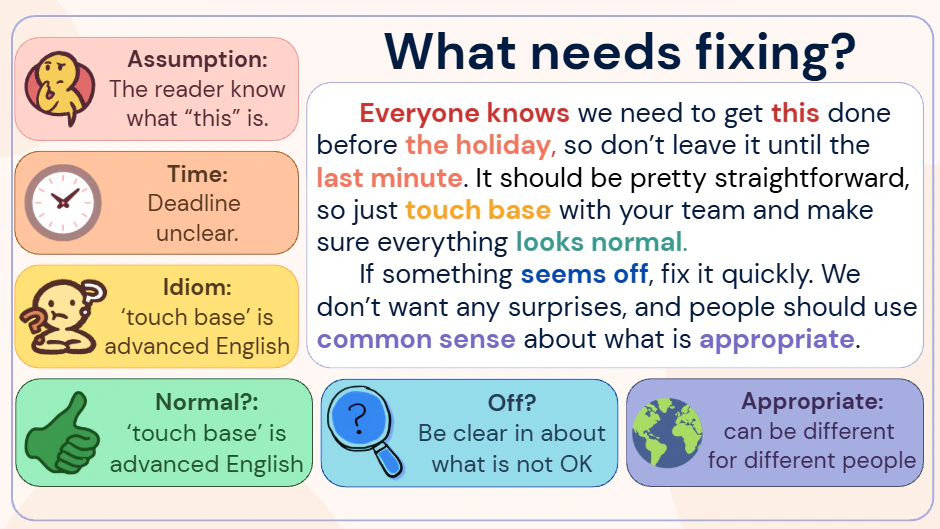 What needs fixing?
Assumption:
The reader know
what “this” is.
Time:
Deadline
unclear.
Idiom:
‘touch base’ is
advanced English
Everyone knows we need to get this done
before the holiday, so don’t leave it until the
last minute. It should be pretty straightforward,
so just touch base with your team and make
sure everything looks normal.
If something seems off, fix it quickly. We
don’t want any surprises, and people should use
common sense about what is appropriate.
Normal?:
‘touch base’ is
advanced English
?
Off?
Be clear in about
what is not OK
Appropriate:
can be different
for different people